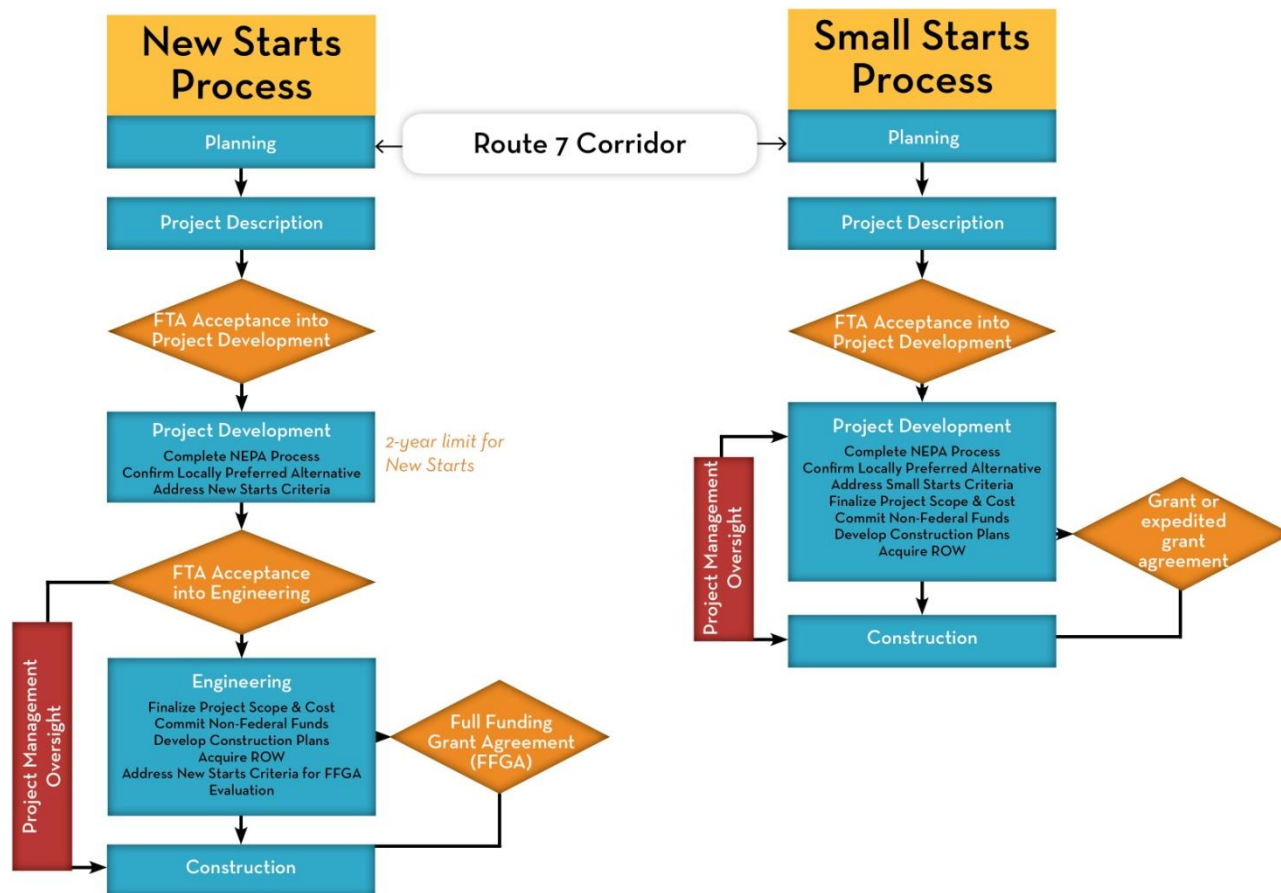 New Starts
Process
Planning
Project Description
FTA Acceptance into
Project Development
Project Development
Complete NEPA Process
Confirm Locally Preferred Alternative
Address New Starts Criteria
2-year limit for
New Starts
FTA Acceptance
into Engineering
Project Management
Oversight
Engineering
Finalize Project Scope & Cost
Commit Non-Federal Funds
Develop Construction Plans
Acquire ROW
Address New Starts Criteria for FFGA
Evaluation
Full Funding
Grant Agreement
(FFGA)
Construction
Route 7 Corridor
Small Starts
Process
Planning
Project Description
FTA Acceptance into
Project Development
Project Development
Complete NEPA Process
Confirm Locally Preferred Alternative
Address Small Starts Criteria
Finalize Project Scope & Cost
Commit Non-Federal Funds
Develop Construction Plans
Acquire ROW
Project Management
Oversight
Grant or
expedited
grant
agreement
Construction